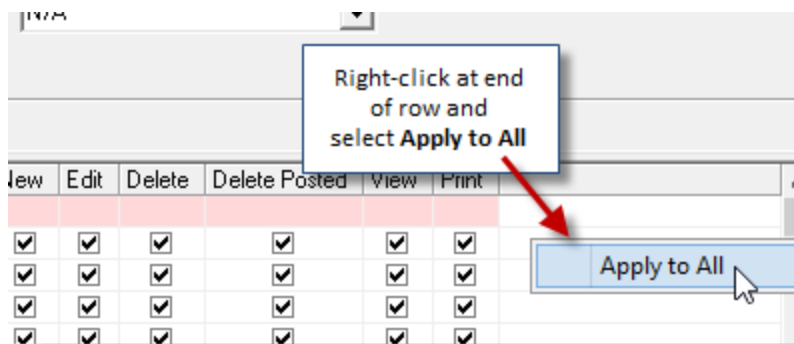 N/A
Right-click at end
of row and
select Apply to All
New Edit Delete Delete Posted View Print
Apply to All